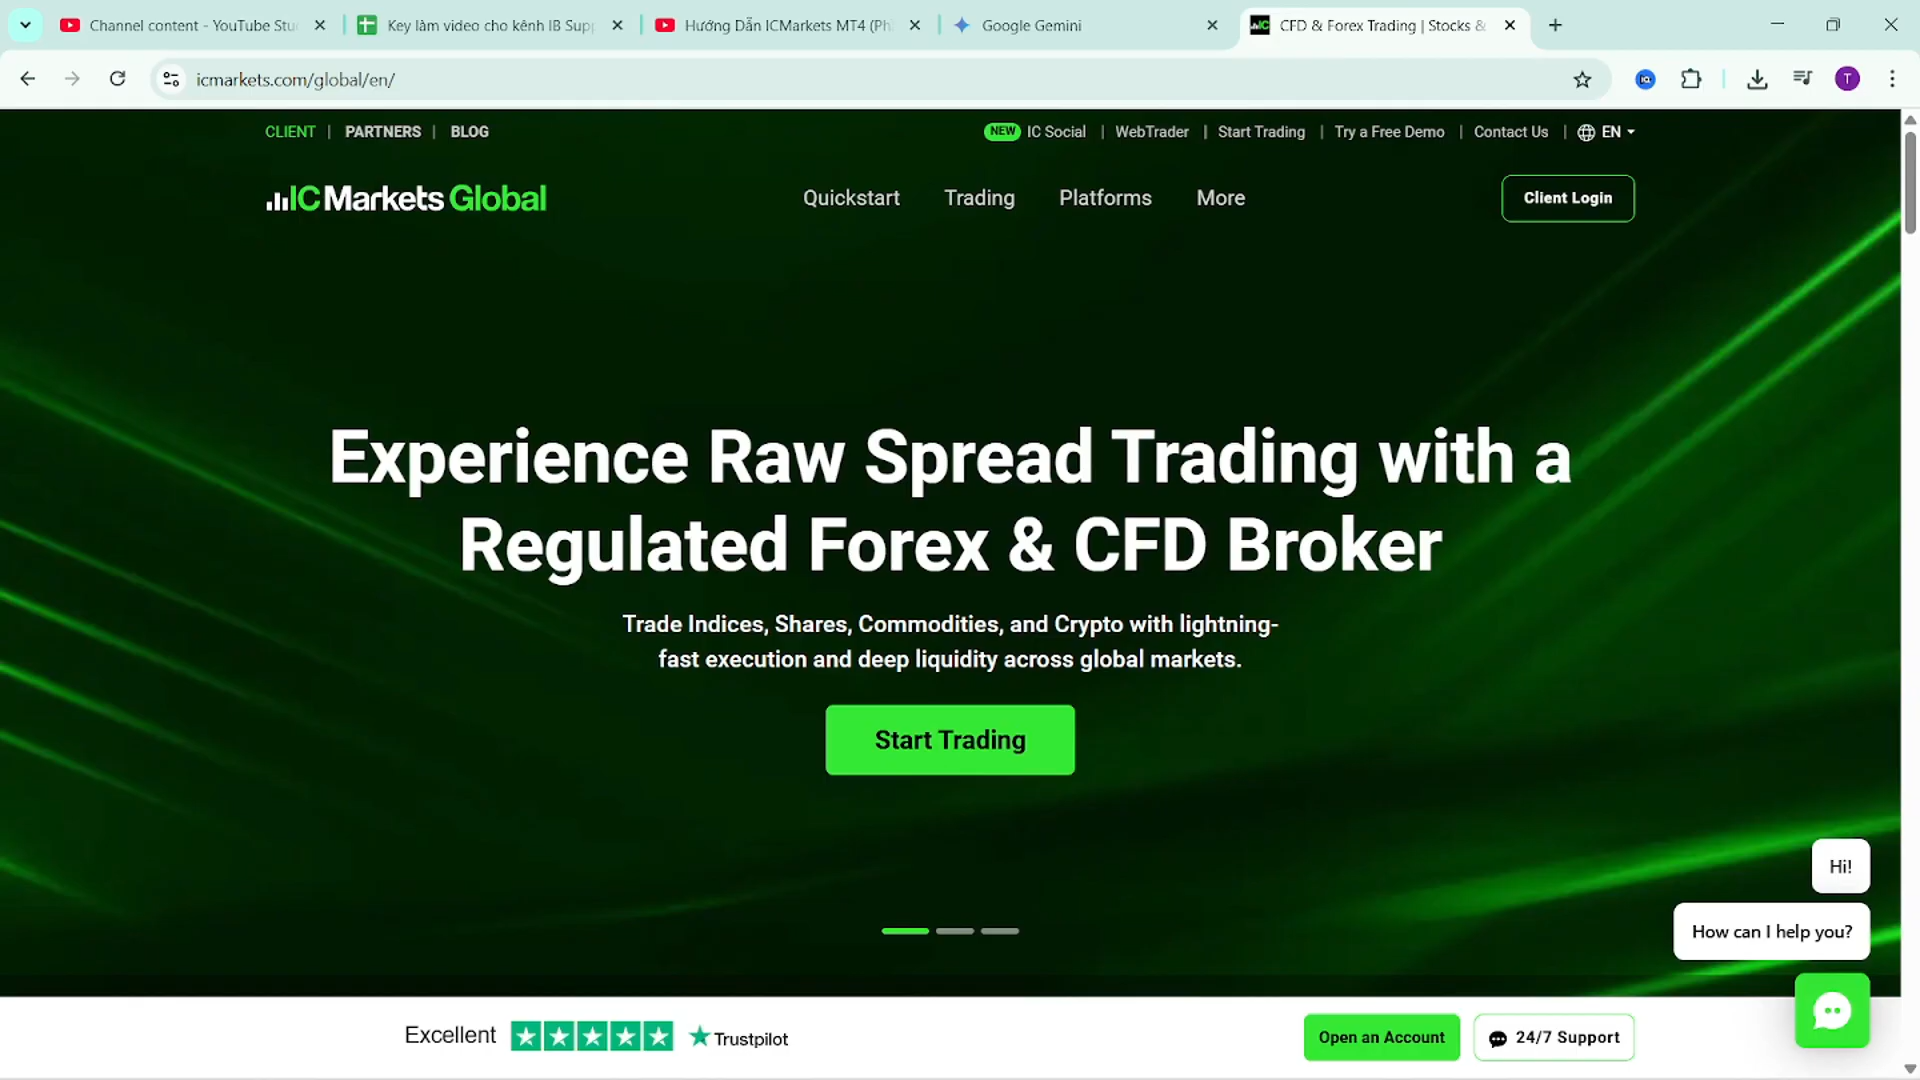 Channel content - YouTube Stu
Key làm video cho kênh IB Supp
Hướng Dẫn ICMarkets MT4 (Ph
Google Gemini
CFD & Forex Trading | Stocks &
icmarkets.com/global/en/
T
CLIENT | PARTNERS | BLOG
NEW IC Social | WebTrader | Start Trading | Try a Free Demo | Contact Us | EN
IC Markets Global
Quickstart
Trading
Platforms
More
Client Login
Experience Raw Spread Trading with a
Regulated Forex & CFD Broker
Trade Indices, Shares, Commodities, and Crypto with lightning-
fast execution and deep liquidity across global markets.
Start Trading
Hi!
How can I help you?
Excellent
Trustpilot
Open an Account
24/7 Support